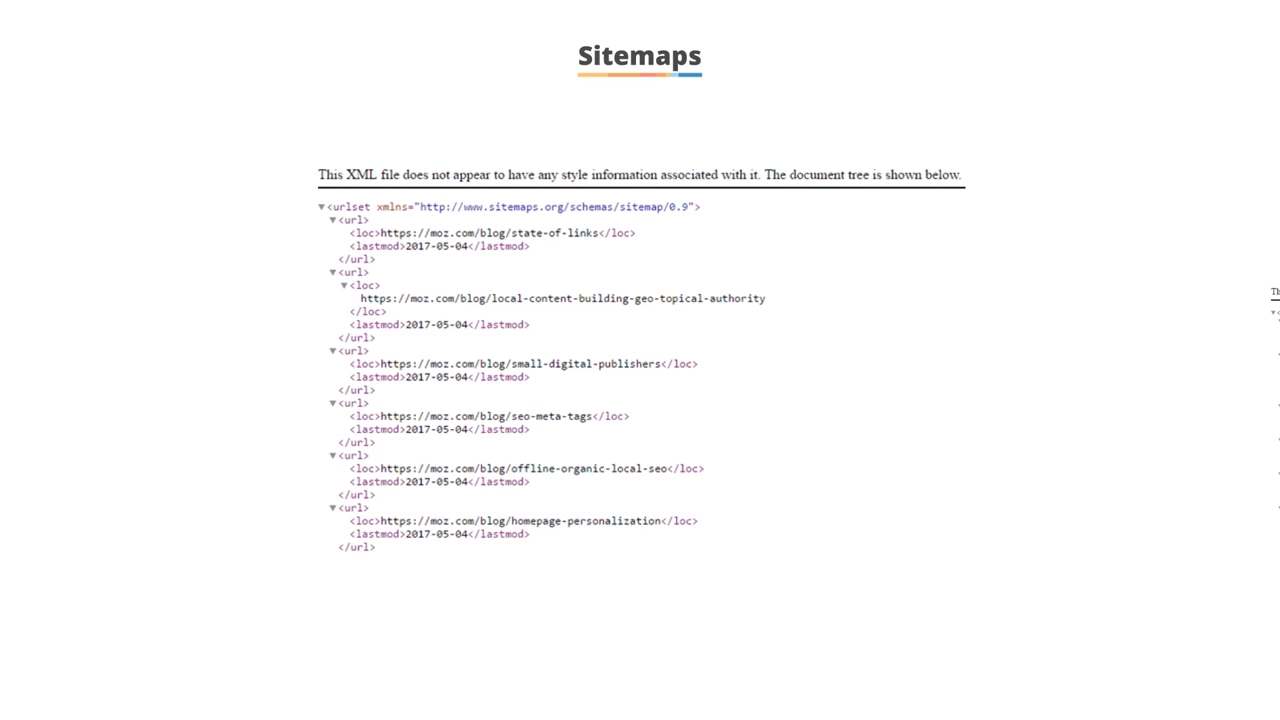 Sitemaps
This XML file does not appear to have any style information associated with it. The document tree is shown below.
▼<urlset xmlns="http://www.sitemaps.org/schemas/sitemap/0.9">
▼<url>
<loc>https://moz.com/blog/state-of-links</loc>
<lastmod>2017-05-04</lastmod>
</url>
▼<url>
▼<loc>
https://moz.com/blog/local-content-building-geo-topical-authority
</loc>
<lastmod>2017-05-04</lastmod>
</url>
▼<url>
<loc>https://moz.com/blog/small-digital-publishers</loc>
<lastmod>2017-05-04</lastmod>
</url>
▼<url>
<loc>https://moz.com/blog/seo-meta-tags</loc>
<lastmod>2017-05-04</lastmod>
</url>
▼<url>
<loc>https://moz.com/blog/offline-organic-local-seo</loc>
<lastmod>2017-05-04</lastmod>
</url>
▼<url>
<loc>https://moz.com/blog/homepage-personalization</loc>
<lastmod>2017-05-04</lastmod>
</url>